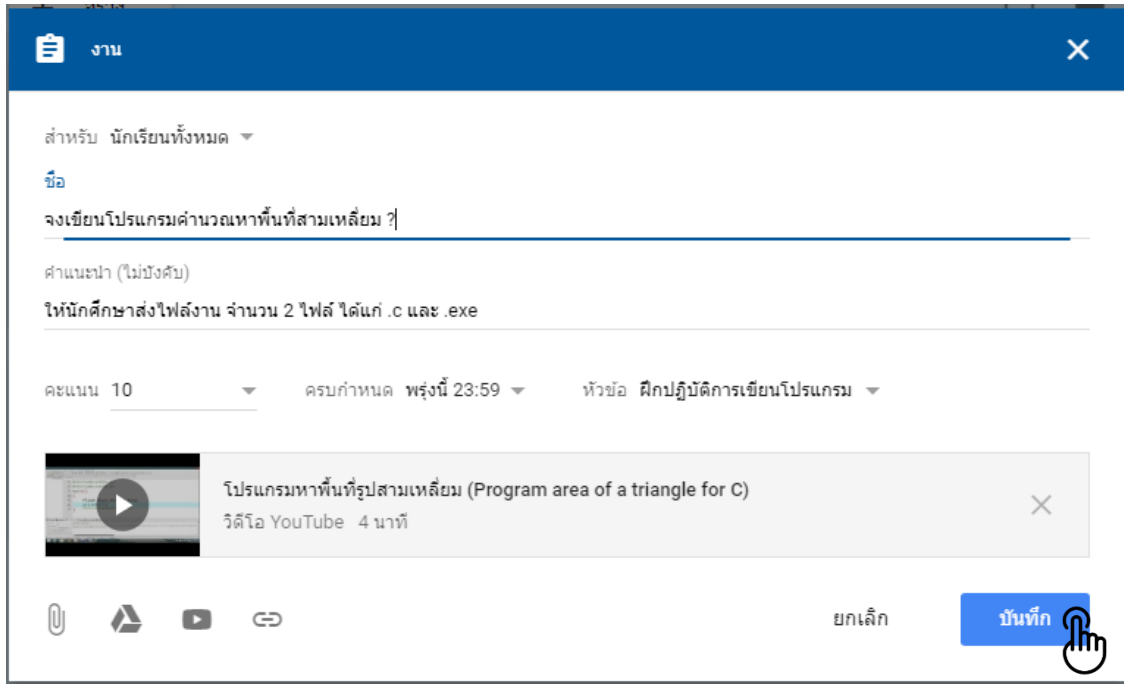 งาน
สำหรับ นักเรียนทั้งหมด
ชื่อ
จงเขียนโปรแกรมคำนวณหาพื้นที่สามเหลี่ยม ?
คำแนะนำ (ไม่บังคับ)
ให้นักศึกษาส่งไฟล์งาน จำนวน 2 ไฟล์ ได้แก่ .c และ .exe
คะแนน 10 ครบกำหนด พรุ่งนี้ 23:59 หัวข้อ ฝึกปฏิบัติการเขียนโปรแกรม
โปรแกรมหาพื้นที่รูปสามเหลี่ยม (Program area of a triangle for C)
วิดีโอ YouTube 4 นาที
ยกเลิก บันทึก